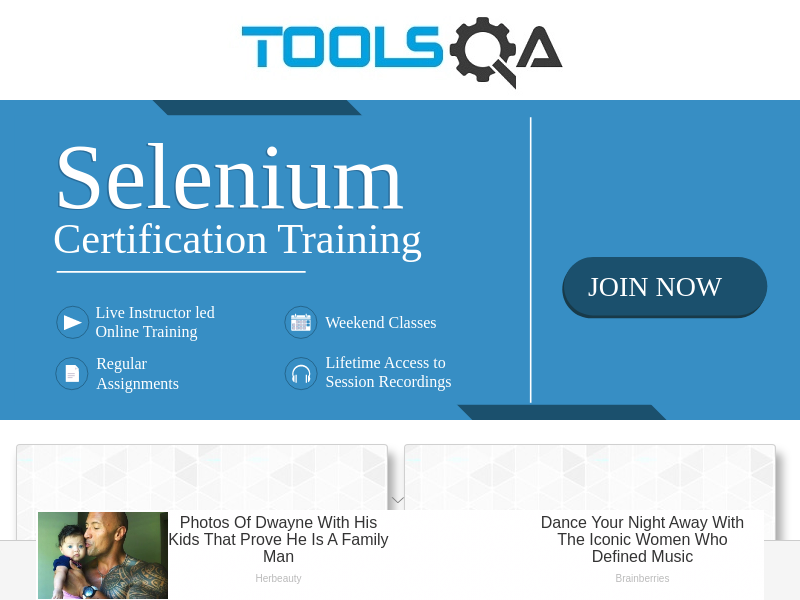 TOOLSQA
Selenium
Certification Training
JOIN NOW
Live Instructor led
Online Training
Weekend Classes
Regular
Assignments
Lifetime Access to
Session Recordings
Photos Of Dwayne With His
Kids That Prove He Is A Family
Man
Herbeauty
Dance Your Night Away With
The Iconic Women Who
Defined Music
Brainberries